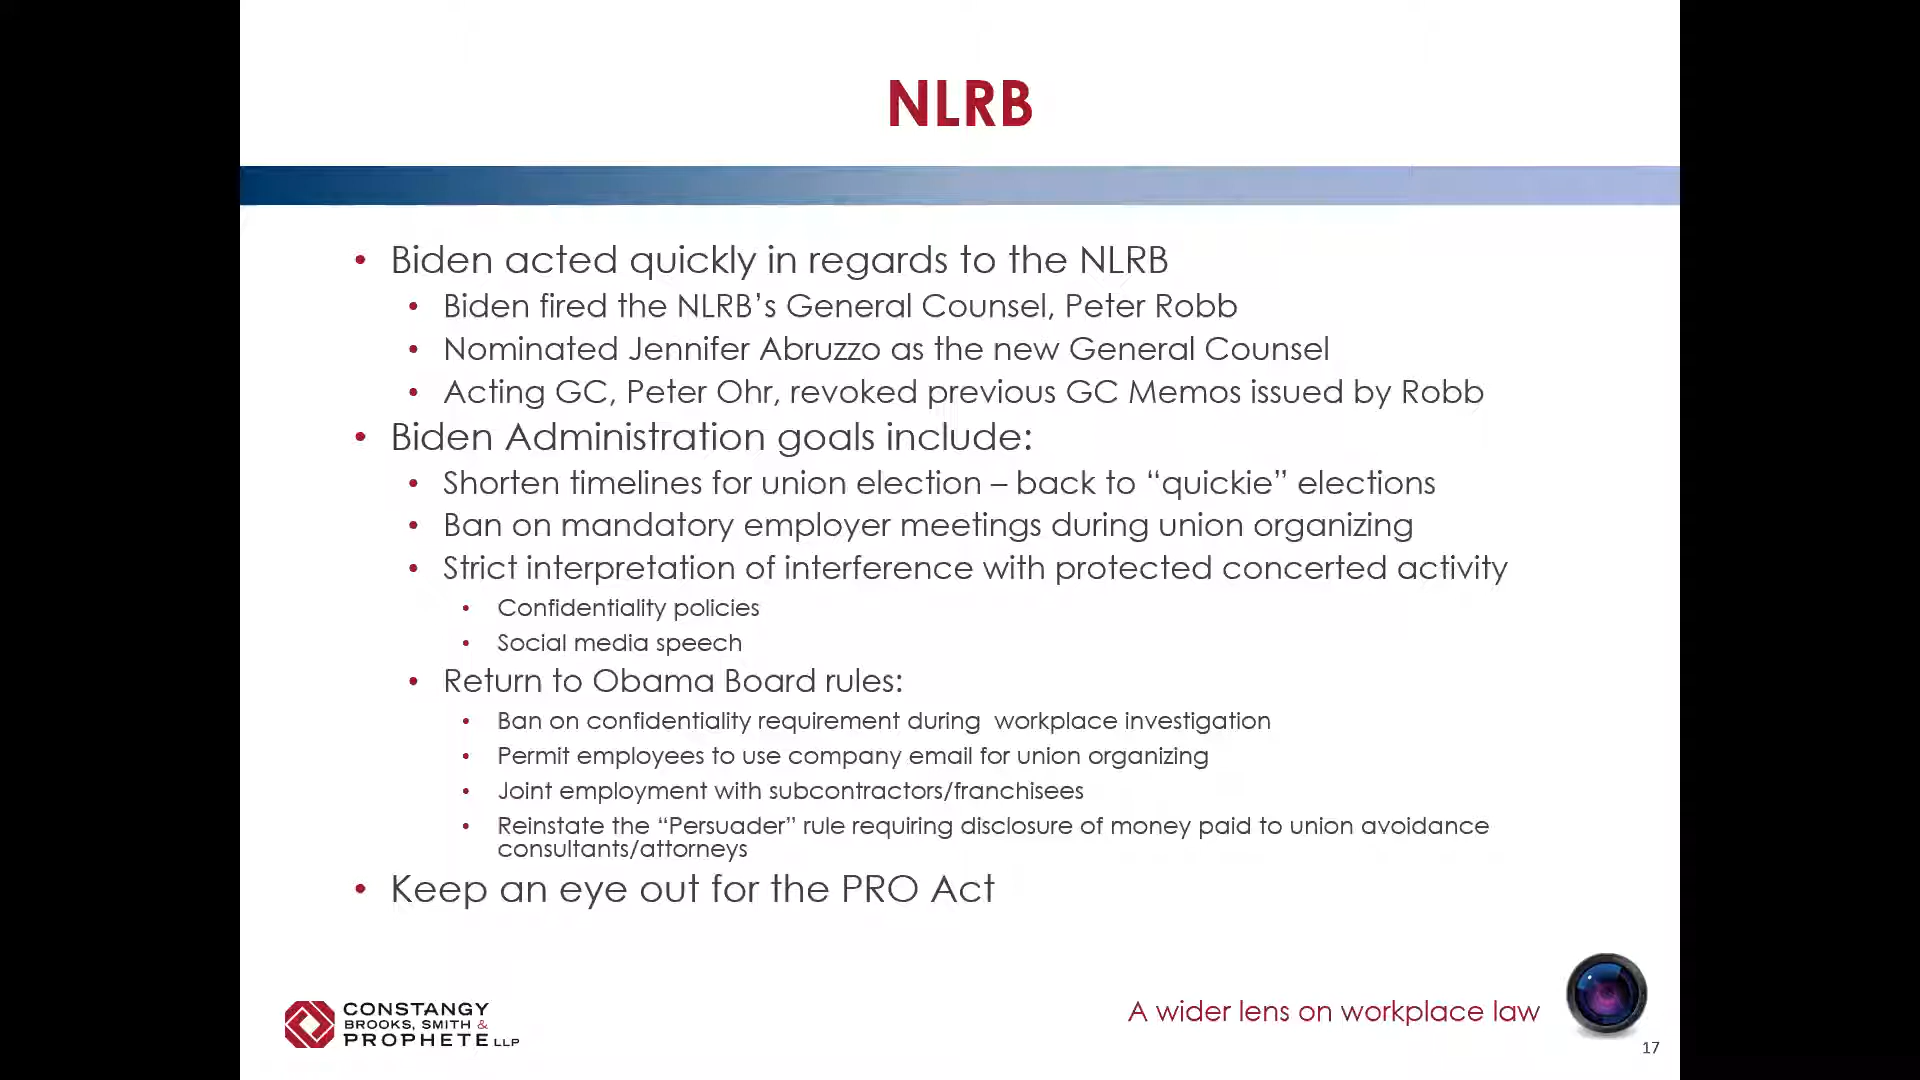 NLRB
• Biden acted quickly in regards to the NLRB
• Biden fired the NLRB’s General Counsel, Peter Robb
• Nominated Jennifer Abruzzo as the new General Counsel
• Acting GC, Peter Ohr, revoked previous GC Memos issued by Robb
• Biden Administration goals include:
• Shorten timelines for union election – back to “quickie” elections
• Ban on mandatory employer meetings during union organizing
• Strict interpretation of interference with protected concerted activity
• Confidentiality policies
• Social media speech
• Return to Obama Board rules:
• Ban on confidentiality requirement during  workplace investigation
• Permit employees to use company email for union organizing
• Joint employment with subcontractors/franchisees
• Reinstate the “Persuader” rule requiring disclosure of money paid to union avoidance
consultants/attorneys
• Keep an eye out for the PRO Act
CONSTANGY
BROOKS, SMITH &
PROPHETE LLP
A wider lens on workplace law
17